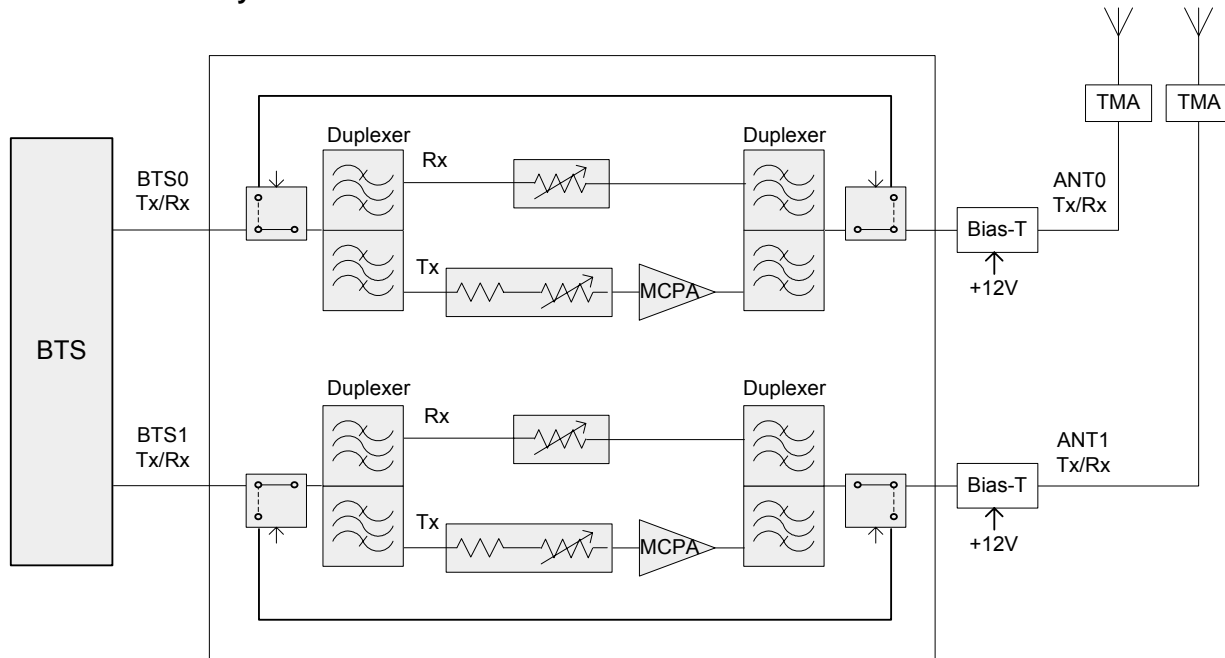 TMA
TMA
Duplexer
Duplexer
Rx
BTS0
Tx/Rx
ANT0
Tx/Rx
Bias-T
Tx
MCPA
+12V
BTS
Duplexer
Duplexer
Rx
BTS1
Tx/Rx
ANT1
Tx/Rx
Bias-T
Tx
MCPA
+12V